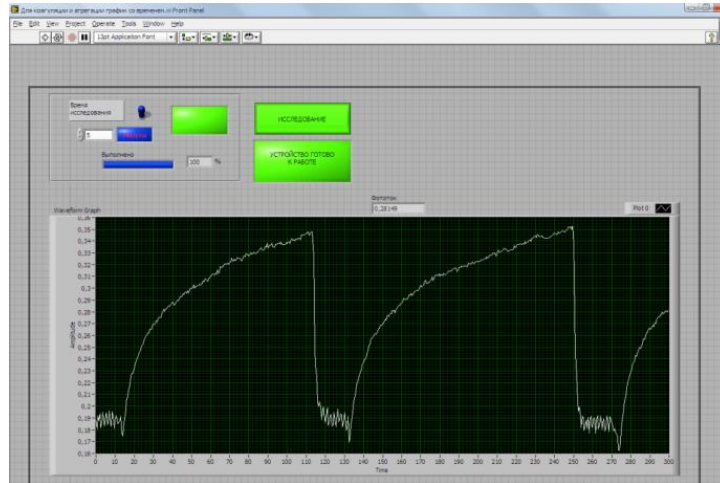 Для коагуляции и агрегации график со временем.vi Front Panel
File Edit View Project Operate Tools Window Help
13pt Application Font
Время
исследования
5
ИССЛЕДОВАНИЕ
Выполнено
100 %
УСТРОЙСТВО ГОТОВО
К РАБОТЕ
Фототок
0,28149
Waveform Graph
Plot 0
0,36
0,35
0,34
0,33
0,32
0,31
0,3
0,29
0,28
0,27
0,26
0,25
0,24
0,23
0,22
0,21
0,2
0,19
0,18
0,17
0,16
Amplitude
0 10 20 30 40 50 60 70 80 90 100 110 120 130 140 150 160 170 180 190 200 210 220 230 240 250 260 270 280 290 300
Time